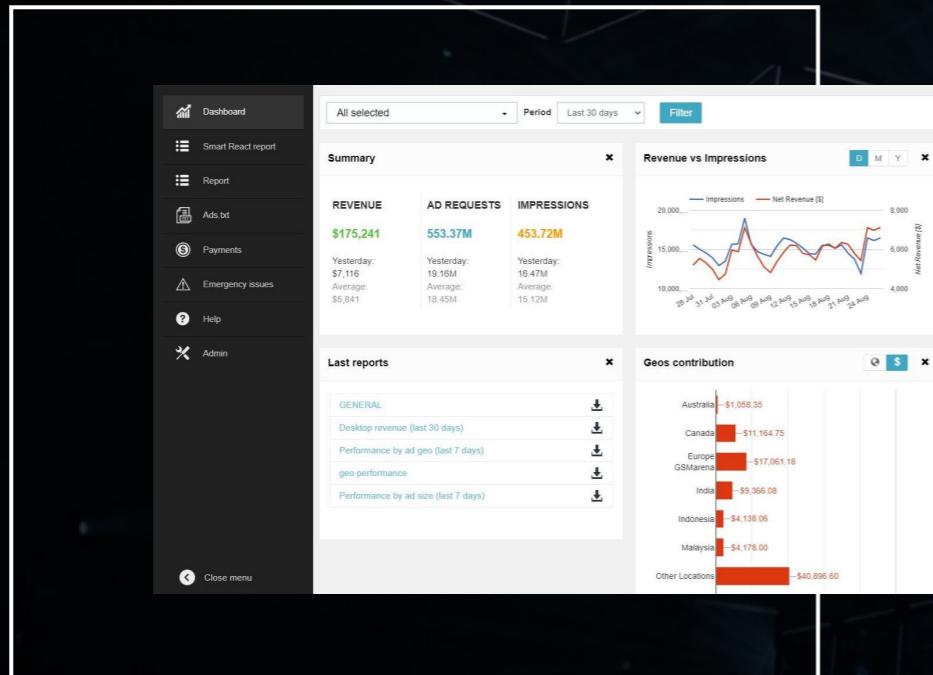 Dashboard
Smart React report
Report
Ads.txt
Payments
Emergency issues
Help
Admin
Close menu
All selected
Period
Last 30 days
Filter
Summary
REVENUE
$175,241
Yesterday:
$7,116
Average:
$5,841
AD REQUESTS
553.37M
Yesterday:
19.16M
Average:
18.45M
IMPRESSIONS
453.72M
Yesterday:
16.47M
Average:
15.12M
Revenue vs Impressions
D M Y
Impressions Net Revenue [$]
20,000,...
15,000,...
10,000,...
Impressions
8,000
6,000
4,000
Net Revenue [$]
28 Jul 31 Jul 03 Aug 06 Aug 09 Aug 12 Aug 15 Aug 18 Aug 21 Aug 24 Aug
Last reports
GENERAL
Desktop revenue (last 30 days)
Performance by ad geo (last 7 days)
geo performance
Performance by ad size (last 7 days)
Geos contribution
$
Australia $1,058.35
Canada $11,164.75
Europe
GSMarena $17,061.18
India $9,366.08
Indonesia $4,138.06
Malaysia $4,178.00
Other Locations $40,896.60